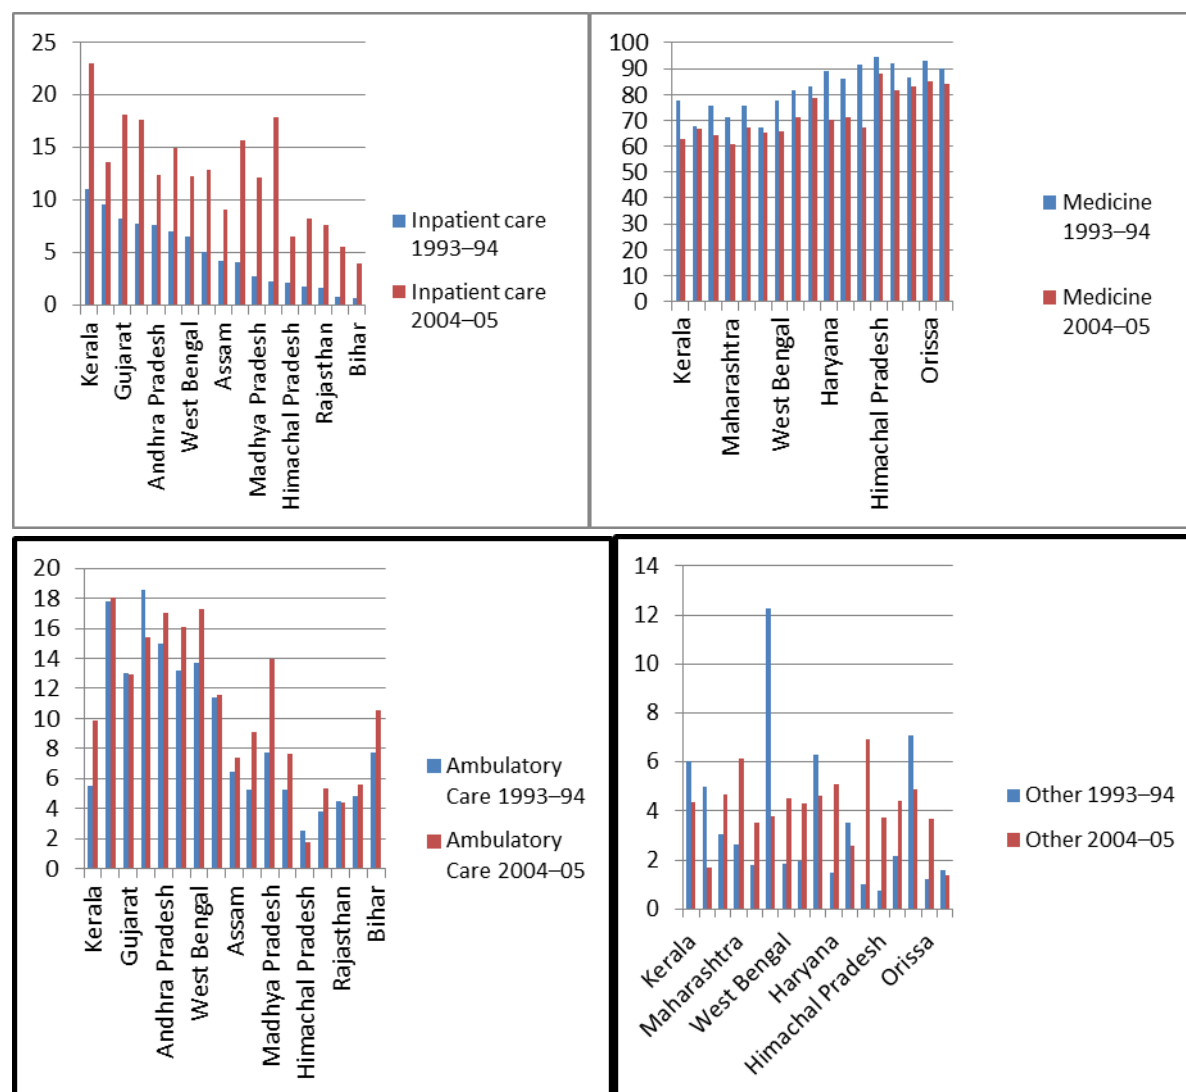 25
20
15
10
5
0
Kerala
Gujarat
Andhra Pradesh
West Bengal
Assam
Madhya Pradesh
Himachal Pradesh
Rajasthan
Bihar
Inpatient care
1993–94
Inpatient care
2004–05
100
90
80
70
60
50
40
30
20
10
0
Kerala
Maharashtra
West Bengal
Haryana
Himachal Pradesh
Orissa
Medicine
1993–94
Medicine
2004–05
20
18
16
14
12
10
8
6
4
2
0
Kerala
Gujarat
Andhra Pradesh
West Bengal
Assam
Madhya Pradesh
Himachal Pradesh
Rajasthan
Bihar
Ambulatory
Care 1993–94
Ambulatory
Care 2004–05
14
12
10
8
6
4
2
0
Kerala
Maharashtra
West Bengal
Haryana
Himachal Pradesh
Orissa
Other 1993–94
Other 2004–05